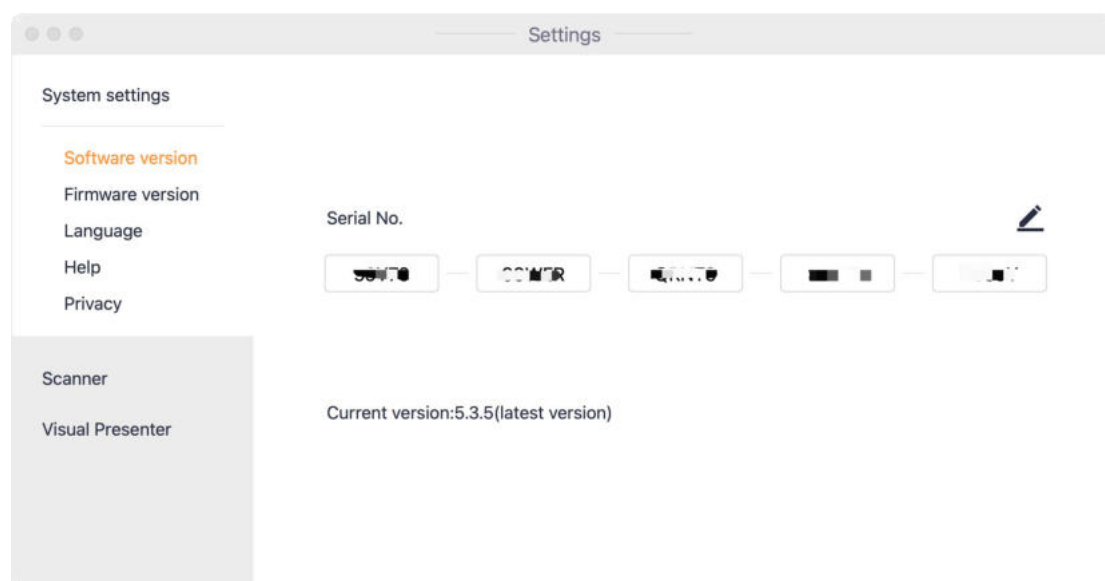 Settings
System settings
Software version
Firmware version
Language
Help
Privacy
Scanner
Visual Presenter
Serial No.
Current version:5.3.5(latest version)